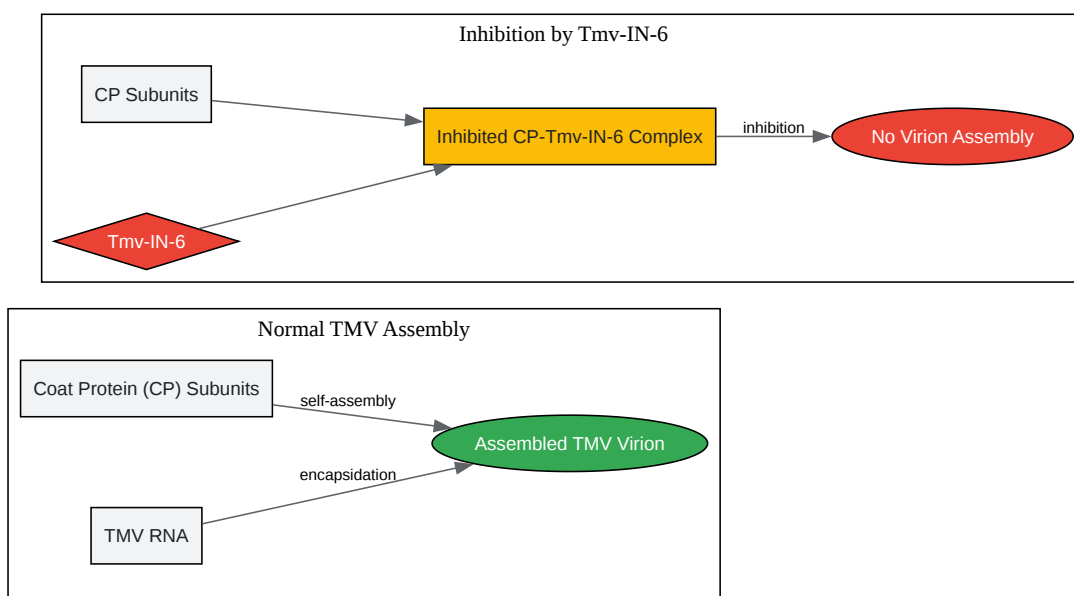 Inhibition by Tmv-IN-6
CP Subunits
Inhibited CP-Tmv-IN-6 Complex
inhibition
No Virion Assembly
Tmv-IN-6
Normal TMV Assembly
Coat Protein (CP) Subunits
self-assembly
Assembled TMV Virion
encapsidation
TMV RNA